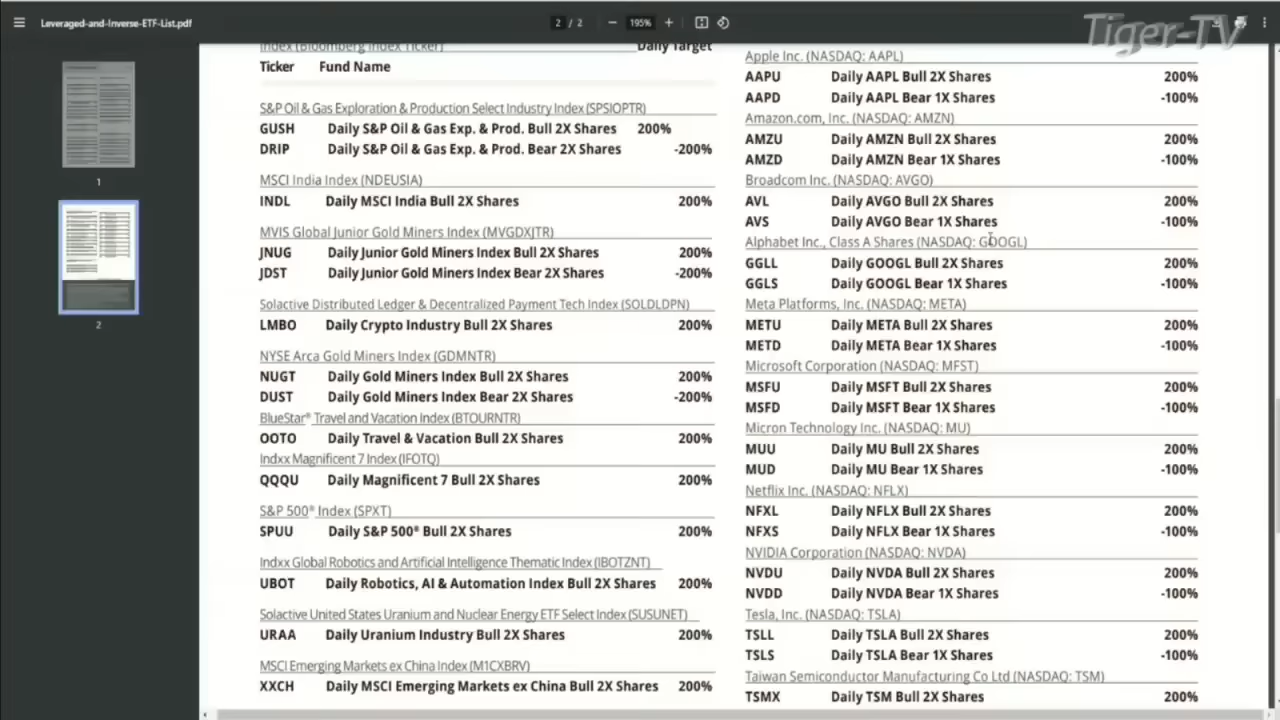 Leveraged-and-Inverse-ETF-List.pdf
2 / 2
195%
Tiger-TV
1
2
Index (Bloomberg Index Ticker) Daily Target
Ticker Fund Name
S&P Oil & Gas Exploration & Production Select Industry Index (SPSIOPTR)
GUSH Daily S&P Oil & Gas Exp. & Prod. Bull 2X Shares 200%
DRIP Daily S&P Oil & Gas Exp. & Prod. Bear 2X Shares -200%
MSCI India Index (NDEUSIA)
INDL Daily MSCI India Bull 2X Shares 200%
MVIS Global Junior Gold Miners Index (MVGDXJTR)
JNUG Daily Junior Gold Miners Index Bull 2X Shares 200%
JDST Daily Junior Gold Miners Index Bear 2X Shares -200%
Solactive Distributed Ledger & Decentralized Payment Tech Index (SOLDLDPN)
LMBO Daily Crypto Industry Bull 2X Shares 200%
NYSE Arca Gold Miners Index (GDMNTR)
NUGT Daily Gold Miners Index Bull 2X Shares 200%
DUST Daily Gold Miners Index Bear 2X Shares -200%
BlueStar® Travel and Vacation Index (BTOURNTR)
OOTO Daily Travel & Vacation Bull 2X Shares 200%
Indxx Magnificent 7 Index (IFOTQ)
QQQU Daily Magnificent 7 Bull 2X Shares 200%
S&P 500® Index (SPXT)
SPUU Daily S&P 500® Bull 2X Shares 200%
Indxx Global Robotics and Artificial Intelligence Thematic Index (IBOTZNT)
UBOT Daily Robotics, AI & Automation Index Bull 2X Shares 200%
Solactive United States Uranium and Nuclear Energy ETF Select Index (SUSUNET)
URAA Daily Uranium Industry Bull 2X Shares 200%
MSCI Emerging Markets ex China Index (M1CXBRV)
XXCH Daily MSCI Emerging Markets ex China Bull 2X Shares 200%
Apple Inc. (NASDAQ: AAPL)
AAPU Daily AAPL Bull 2X Shares 200%
AAPD Daily AAPL Bear 1X Shares -100%
Amazon.com, Inc. (NASDAQ: AMZN)
AMZU Daily AMZN Bull 2X Shares 200%
AMZD Daily AMZN Bear 1X Shares -100%
Broadcom Inc. (NASDAQ: AVGO)
AVL Daily AVGO Bull 2X Shares 200%
AVS Daily AVGO Bear 1X Shares -100%
Alphabet Inc., Class A Shares (NASDAQ: GOOGL)
GGLL Daily GOOGL Bull 2X Shares 200%
GGLS Daily GOOGL Bear 1X Shares -100%
Meta Platforms, Inc. (NASDAQ: META)
METU Daily META Bull 2X Shares 200%
METD Daily META Bear 1X Shares -100%
Microsoft Corporation (NASDAQ: MFST)
MSFU Daily MSFT Bull 2X Shares 200%
MSFD Daily MSFT Bear 1X Shares -100%
Micron Technology Inc. (NASDAQ: MU)
MUU Daily MU Bull 2X Shares 200%
MUD Daily MU Bear 1X Shares -100%
Netflix Inc. (NASDAQ: NFLX)
NFXL Daily NFLX Bull 2X Shares 200%
NFXS Daily NFLX Bear 1X Shares -100%
NVIDIA Corporation (NASDAQ: NVDA)
NVDU Daily NVDA Bull 2X Shares 200%
NVDD Daily NVDA Bear 1X Shares -100%
Tesla, Inc. (NASDAQ: TSLA)
TSLL Daily TSLA Bull 2X Shares 200%
TSLS Daily TSLA Bear 1X Shares -100%
Taiwan Semiconductor Manufacturing Co Ltd (NASDAQ: TSM)
TSMX Daily TSM Bull 2X Shares 200%